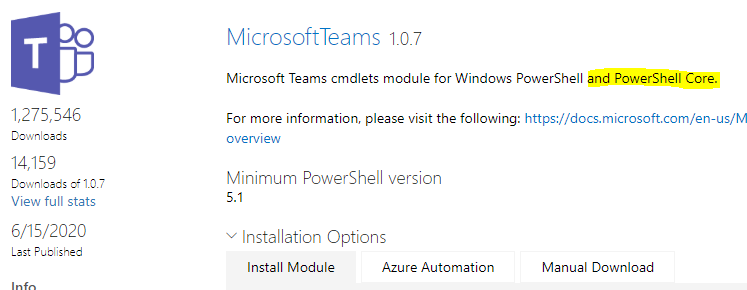 T
MicrosoftTeams 1.0.7
Microsoft Teams cmdlets module for Windows PowerShell and PowerShell Core.
1,275,546
Downloads
For more information, please visit the following: https://docs.microsoft.com/en-us/M
overview
14,159
Downloads of 1.0.7
View full stats
Minimum PowerShell version
5.1
6/15/2020
Last Published
Installation Options
Install Module
Azure Automation
Manual Download
Info